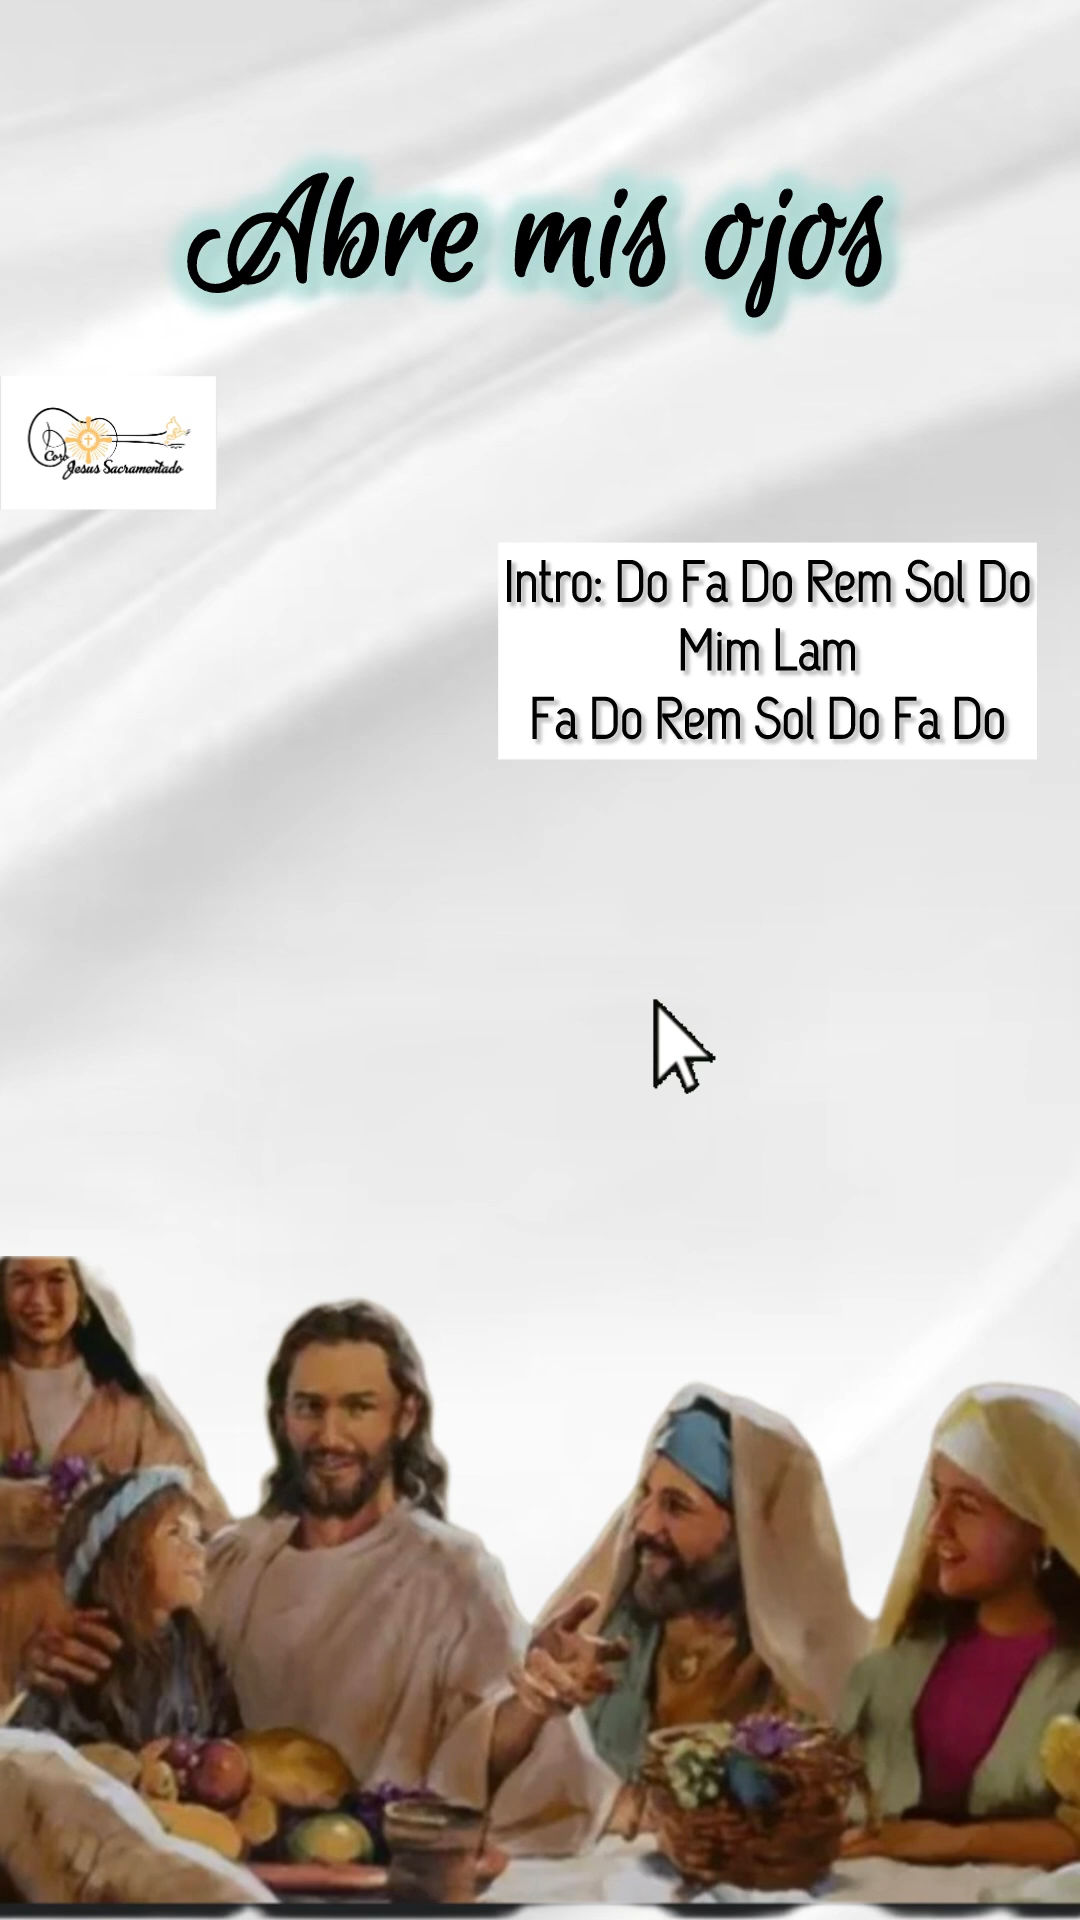 Abre mis ojos
Coro
Jesus Sacramentado
Intro: Do Fa Do Rem Sol Do
Mim Lam
Fa Do Rem Sol Do Fa Do